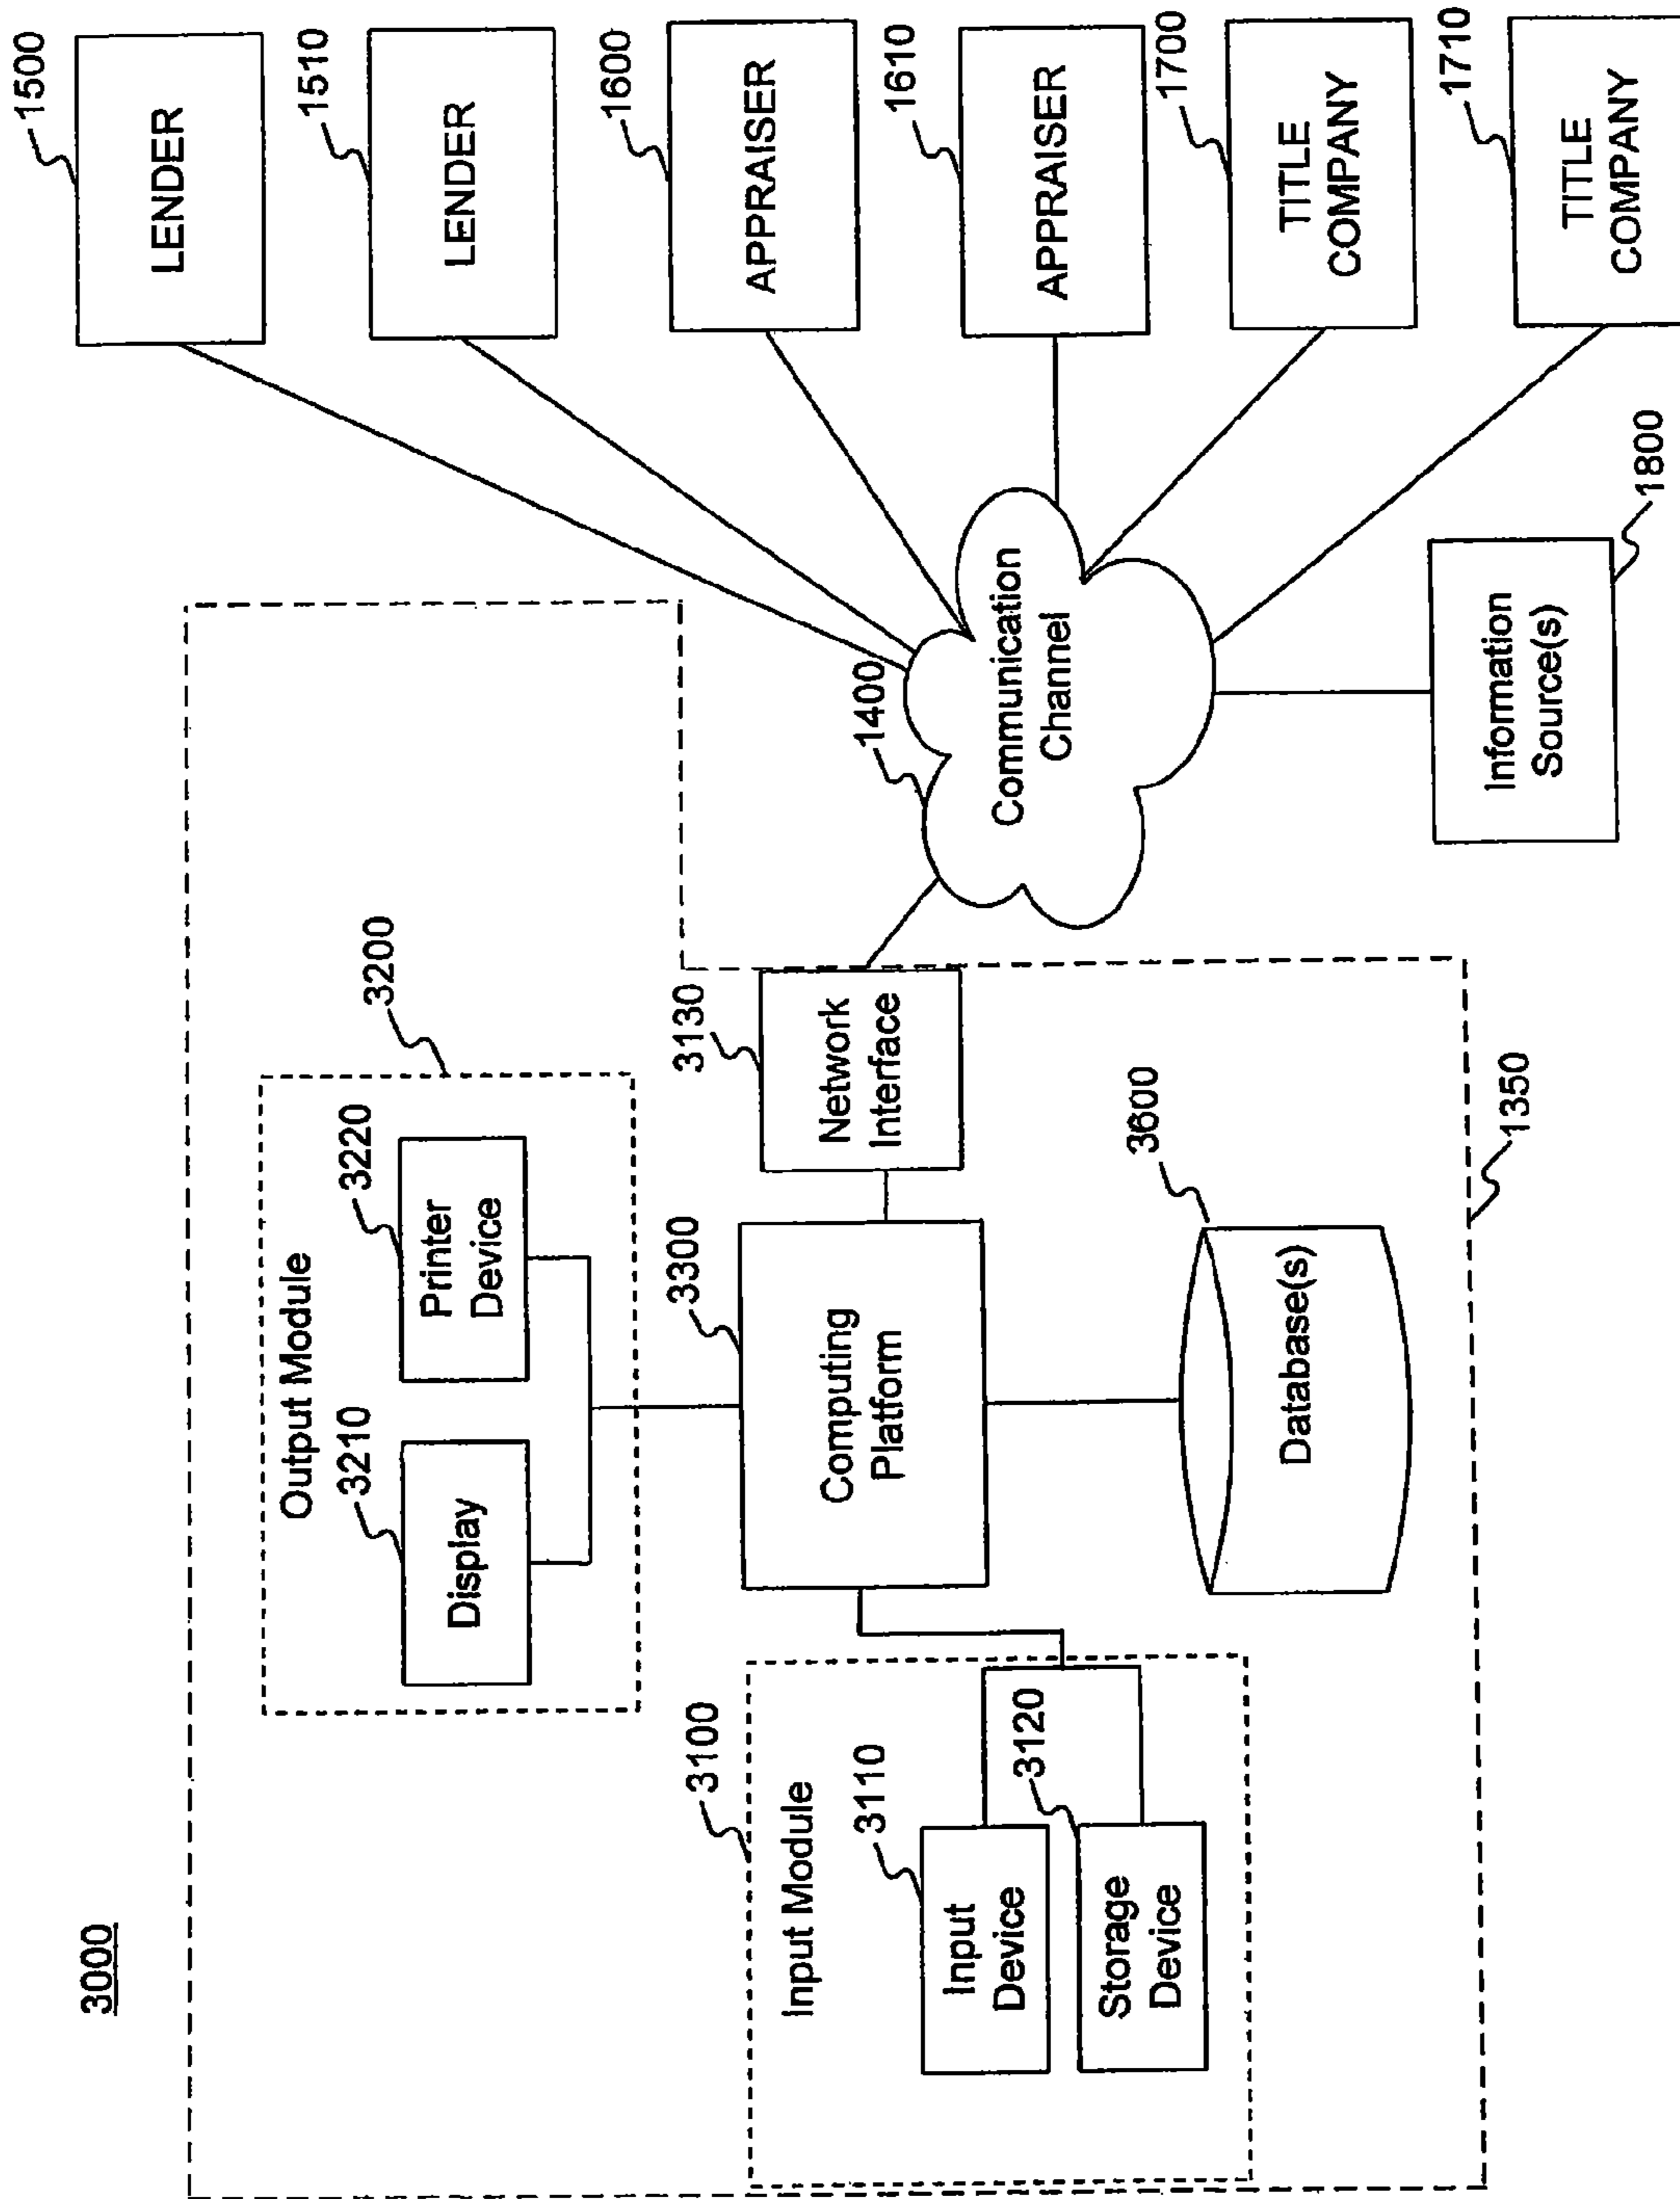 3000
3200
Output Module
3210
Display
3220
Printer
Device
3100
Input Module
3110
Input
Device
3120
Storage
Device
3300
Computing
Platform
3130
Network
Interface
3600
Database(s)
1350
1400
Communication
Channel
1500
LENDER
1510
LENDER
1600
APPRAISER
1610
APPRAISER
1700
TITLE
COMPANY
1710
TITLE
COMPANY
Information
Source(s)
1800